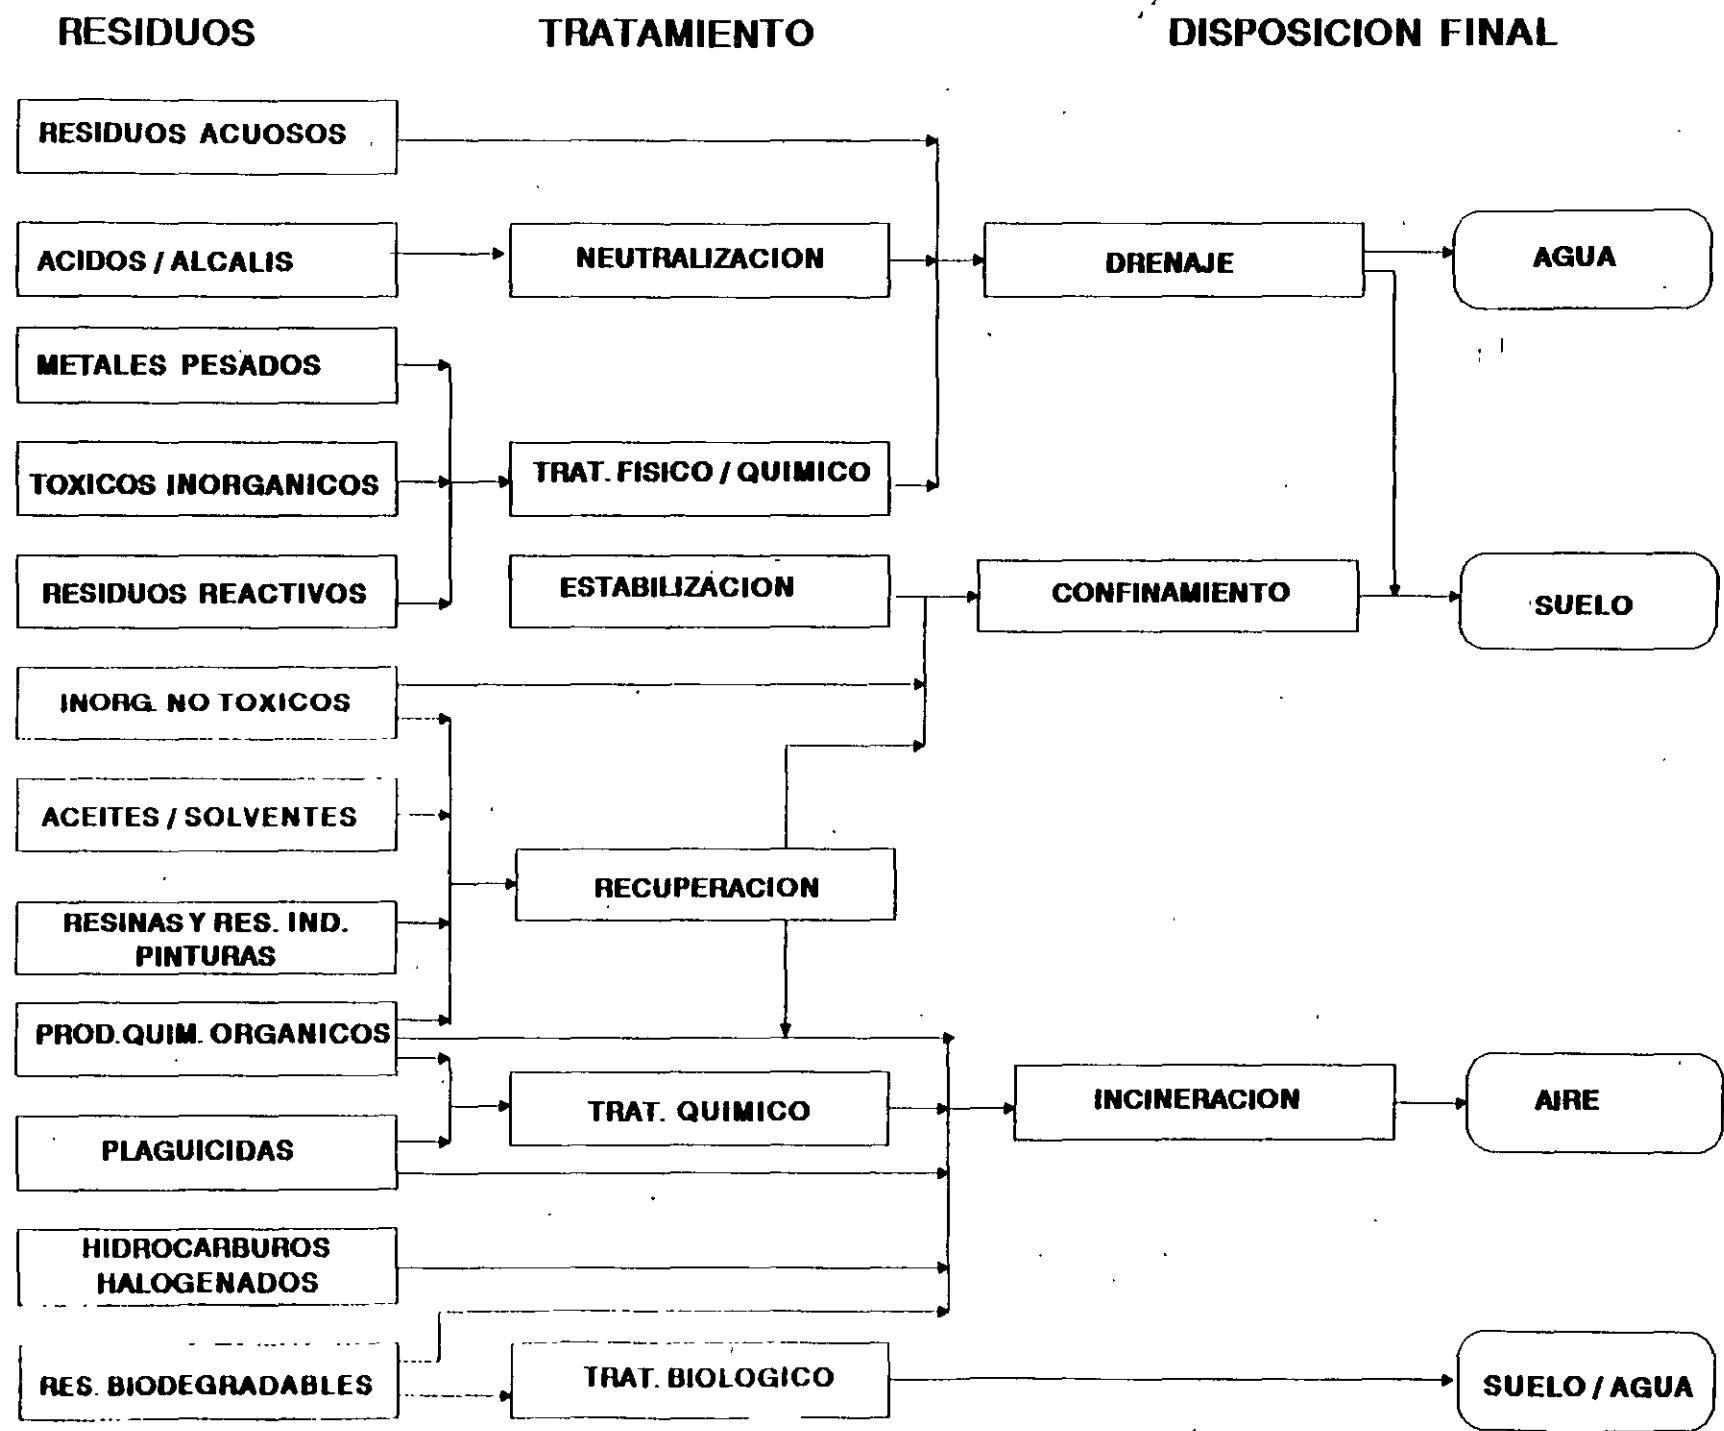 RESIDUOS TRATAMIENTO DISPOSICION FINAL
RESIDUOS ACUOSOS
ACIDOS / ALCALIS NEUTRALIZACION DRENAJE AGUA
METALES PESADOS
TOXICOS INORGANICOS TRAT. FISICO / QUIMICO
RESIDUOS REACTIVOS ESTABILIZACION CONFINAMIENTO SUELO
INORG. NO TOXICOS
ACEITES / SOLVENTES
RECUPERACION
RESINAS Y RES. IND.
PINTURAS
PROD. QUIM. ORGANICOS
TRAT. QUIMICO INCINERACION AIRE
PLAGUICIDAS
HIDROCARBUROS
HALOGENADOS
RES. BIODEGRADABLES TRAT. BIOLOGICO SUELO / AGUA